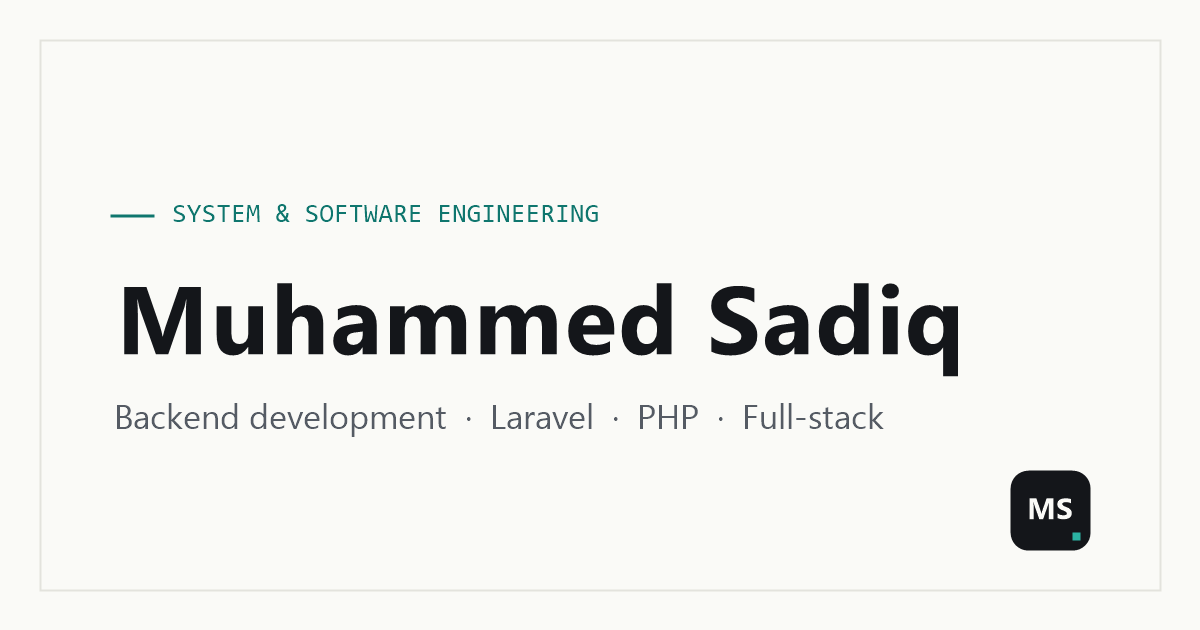 SYSTEM & SOFTWARE ENGINEERING
Muhammed Sadiq
Backend development · Laravel · PHP · Full-stack
MS